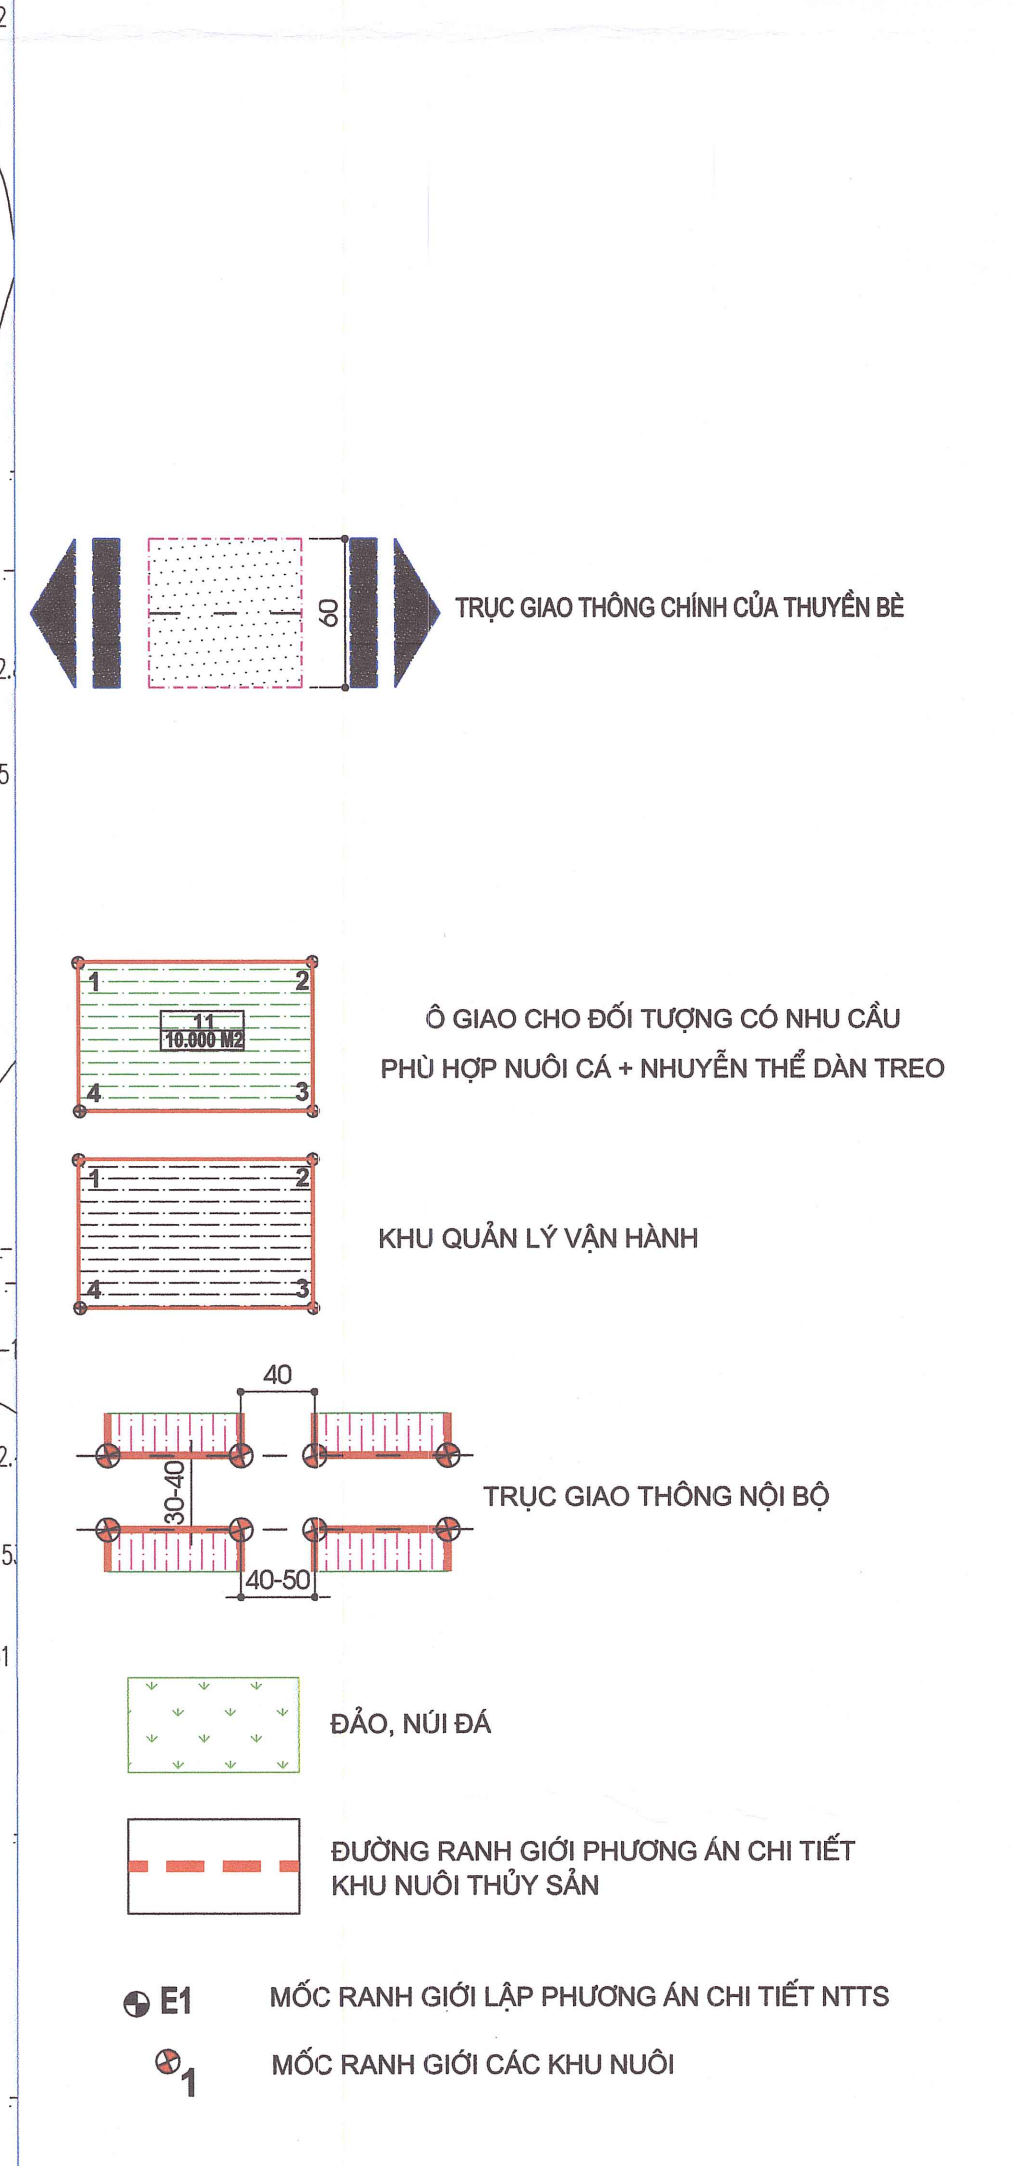 60
TRỤC GIAO THÔNG CHÍNH CỦA THUYỀN BÈ
1 2
11
10.000 M2
4 3
Ô GIAO CHO ĐỐI TƯỢNG CÓ NHU CẦU
PHÙ HỢP NUÔI CÁ + NHUYỄN THỂ DÀN TREO
1 2
4 3
KHU QUẢN LÝ VẬN HÀNH
40
30-40
TRỤC GIAO THÔNG NỘI BỘ
40-50
ĐẢO, NÚI ĐÁ
ĐƯỜNG RANH GIỚI PHƯƠNG ÁN CHI TIẾT
KHU NUÔI THỦY SẢN
E1 MỐC RANH GIỚI LẬP PHƯƠNG ÁN CHI TIẾT NTTS
1 MỐC RANH GIỚI CÁC KHU NUÔI